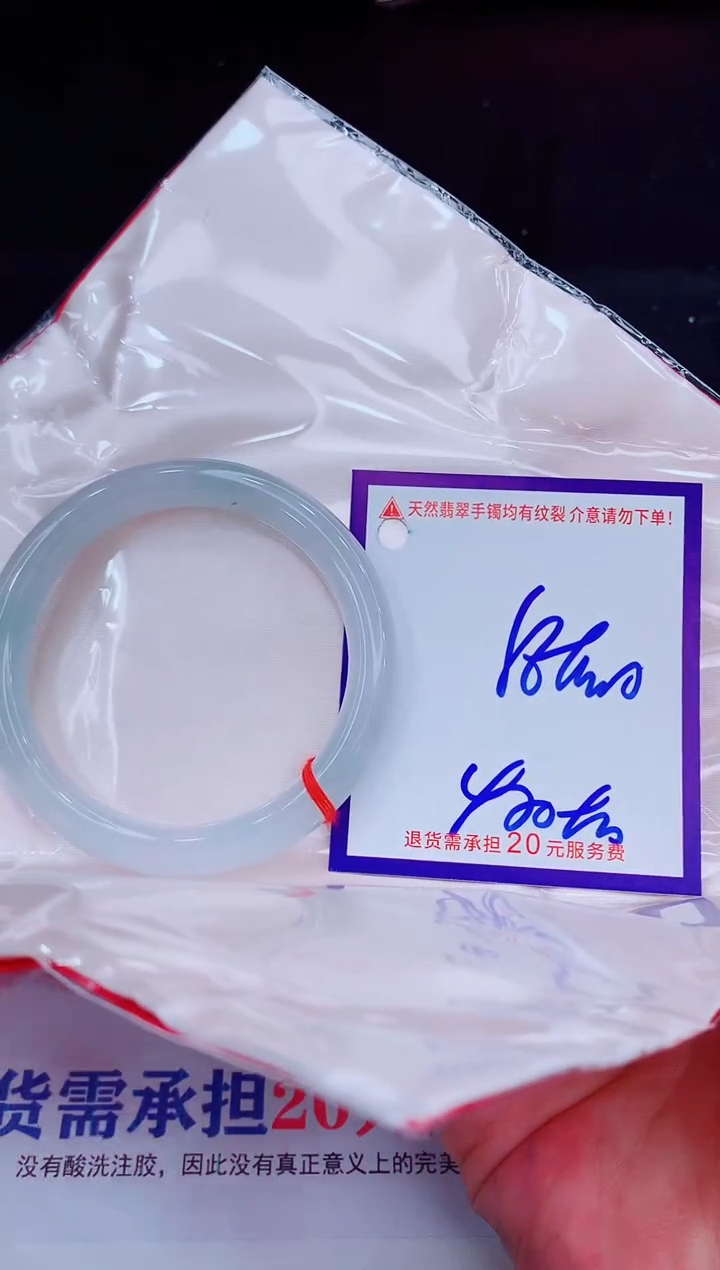 天然翡翠手镯均有纹裂 介意请勿下单!
退货需承担20元服务费
货需承担20
没有酸洗注胶，因此没有真正意义上的完美